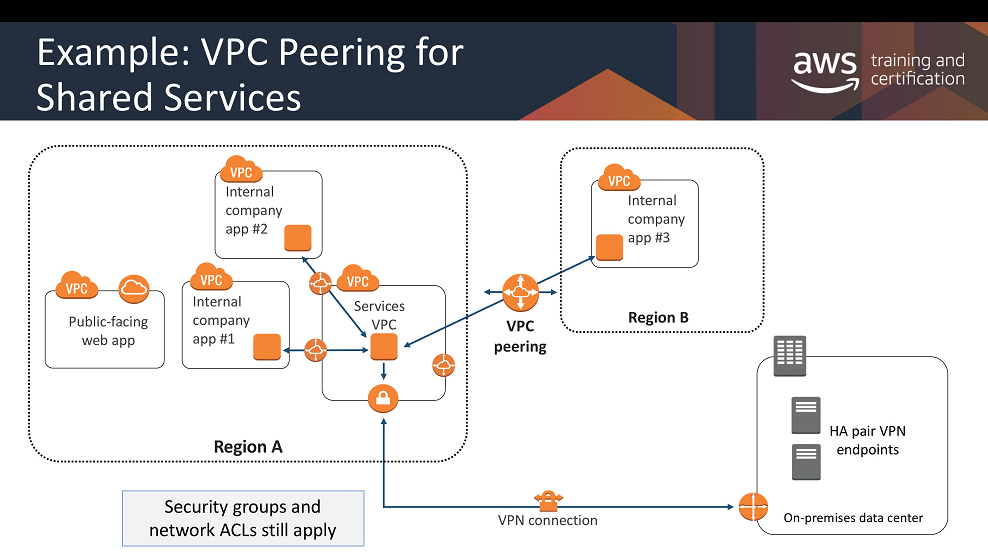 Example: VPC Peering for
Shared Services
aws
training and
certification
VPC
Internal
company
app #2
VPC
Internal
company
app #3
VPC
Public-facing
web app
VPC
Internal
company
app #1
VPC
Services
VPC
VPC
peering
Region B
Region A
HA pair VPN
endpoints
On-premises data center
VPN connection
Security groups and
network ACLs still apply